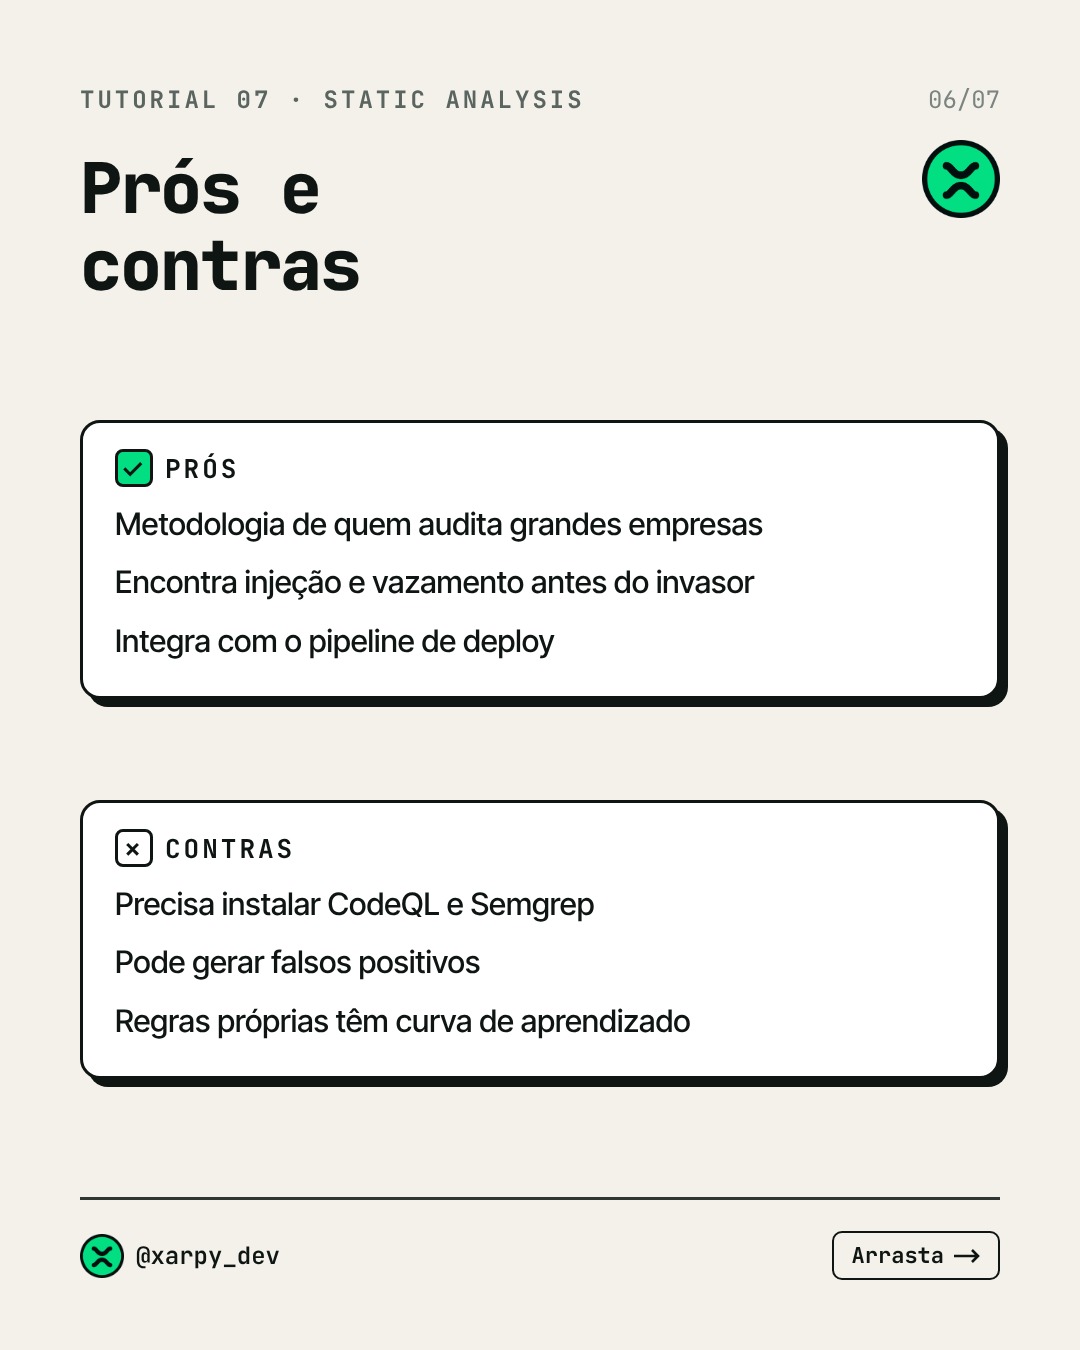 TUTORIAL 07 · STATIC ANALYSIS
06/07
Prós e
contras
PRÓS
Metodologia de quem audita grandes empresas
Encontra injeção e vazamento antes do invasor
Integra com o pipeline de deploy
CONTRAS
Precisa instalar CodeQL e Semgrep
Pode gerar falsos positivos
Regras próprias têm curva de aprendizado
@xarpy_dev
Arrasta →